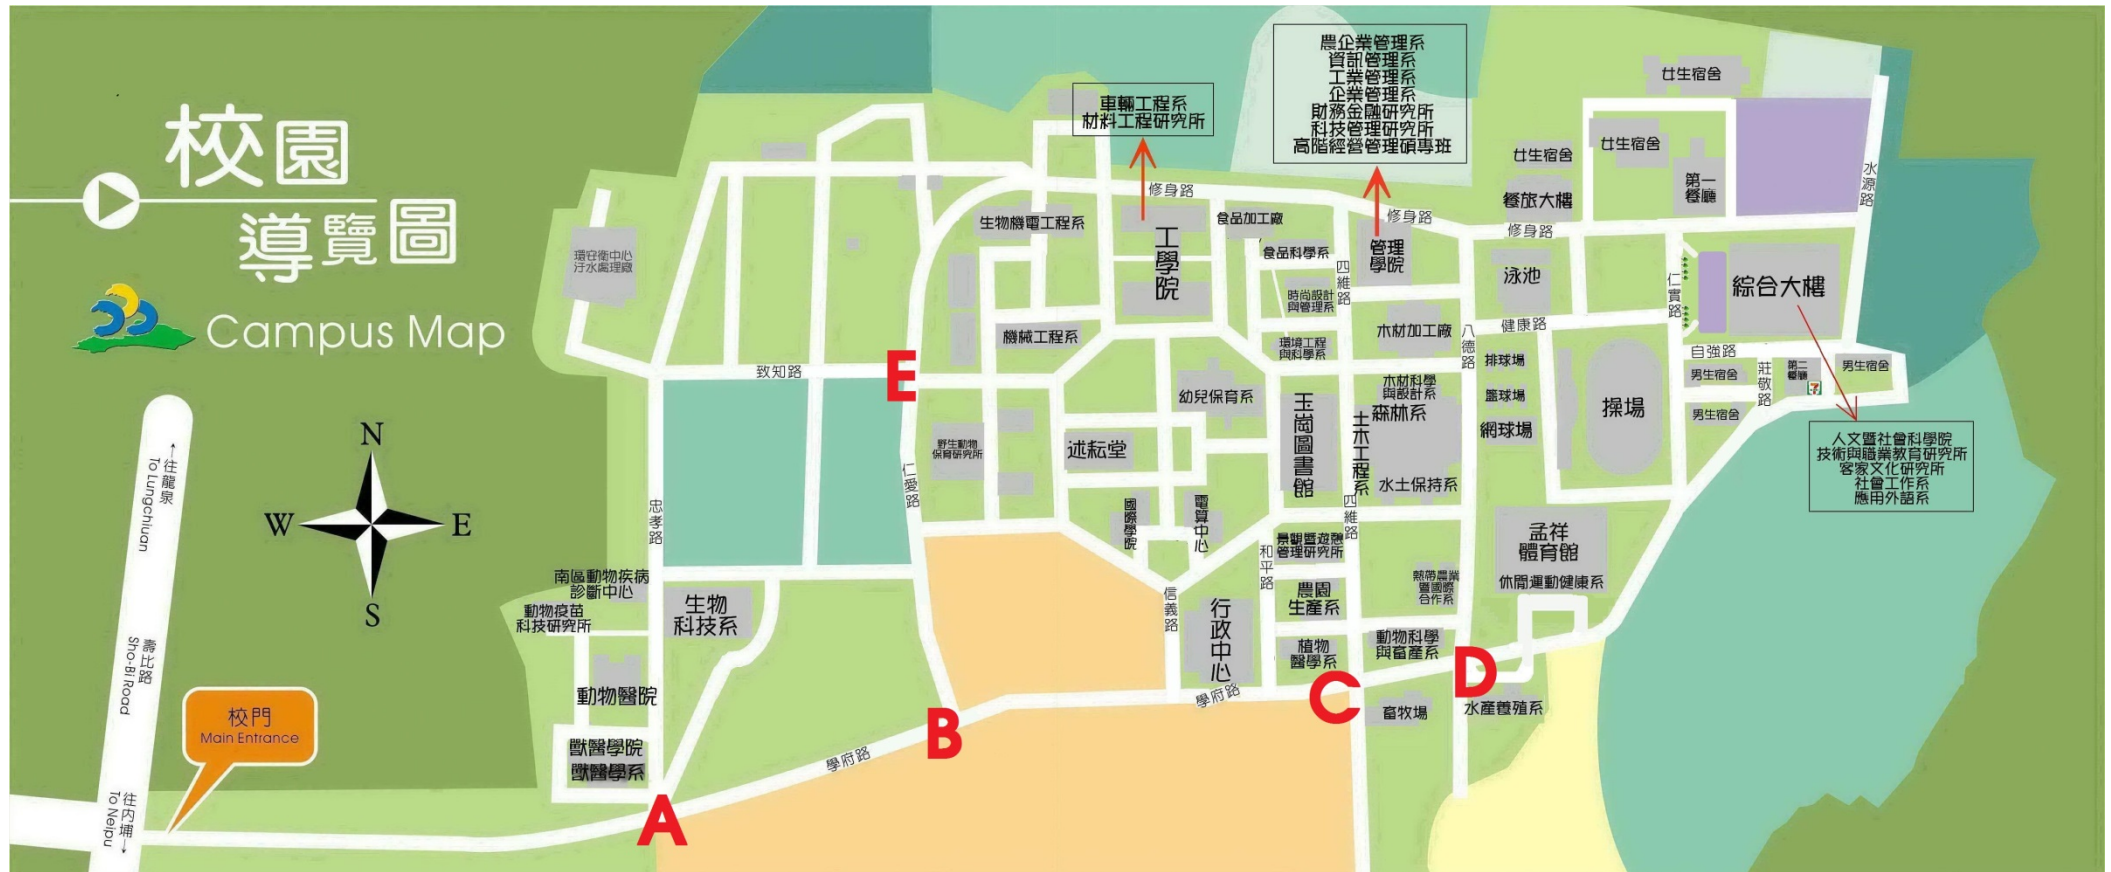 校園
導覽圖
Campus Map
N
W
E
S
←往龍泉
To Lungchiuan
壽比路
Sho-Bi Road
往內埔→
To Neipu
校門
Main Entrance
車輛工程系
材料工程研究所
農企業管理系
資訊管理系
工業管理系
企業管理系
財務金融研究所
科技管理研究所
高階經營管理碩專班
女生宿舍
女生宿舍
女生宿舍
第一
餐廳
餐旅大樓
水源路
修身路
修身路
修身路
環安衛中心
汙水處理廠
生物機電工程系
工學院
食品加工廠
食品科學系
四維路
管理
學院
時尚設計
與管理系
泳池
仁實路
綜合大樓
機械工程系
環境工程
與科學系
木材加工廠
八德路
健康路
自強路
排球場
男生宿舍
莊敬路
第二
餐廳
男生宿舍
致知路
E
幼兒保育系
木材科學
與設計系
森林系
籃球場
操場
男生宿舍
網球場
玉崗圖書館
土木工程系
野生動物
保育研究所
述耘堂
仁愛路
水土保持系
人文暨社會科學院
技術與職業教育研究所
客家文化研究所
社會工作系
應用外語系
忠孝路
國際學院
電算中心
四維路
景觀暨遊憩
管理研究所
和平路
孟祥
體育館
休閒運動健康系
南區動物疾病
診斷中心
動物疫苗
科技研究所
生物
科技系
信義路
行政中心
農園
生產系
熱帶農業
暨國際
合作系
植物
醫學系
動物科學
與畜產系
動物醫院
學府路
C
D
畜牧場
水產養殖系
B
獸醫學院
獸醫學系
學府路
A